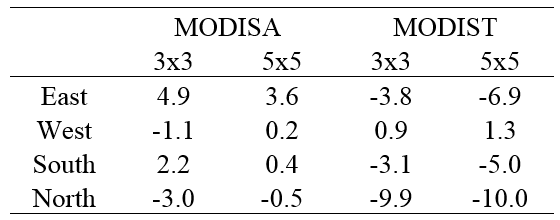 MODISA MODIST
3x3 5x5 3x3 5x5
East 4.9 3.6 -3.8 -6.9
West -1.1 0.2 0.9 1.3
South 2.2 0.4 -3.1 -5.0
North -3.0 -0.5 -9.9 -10.0